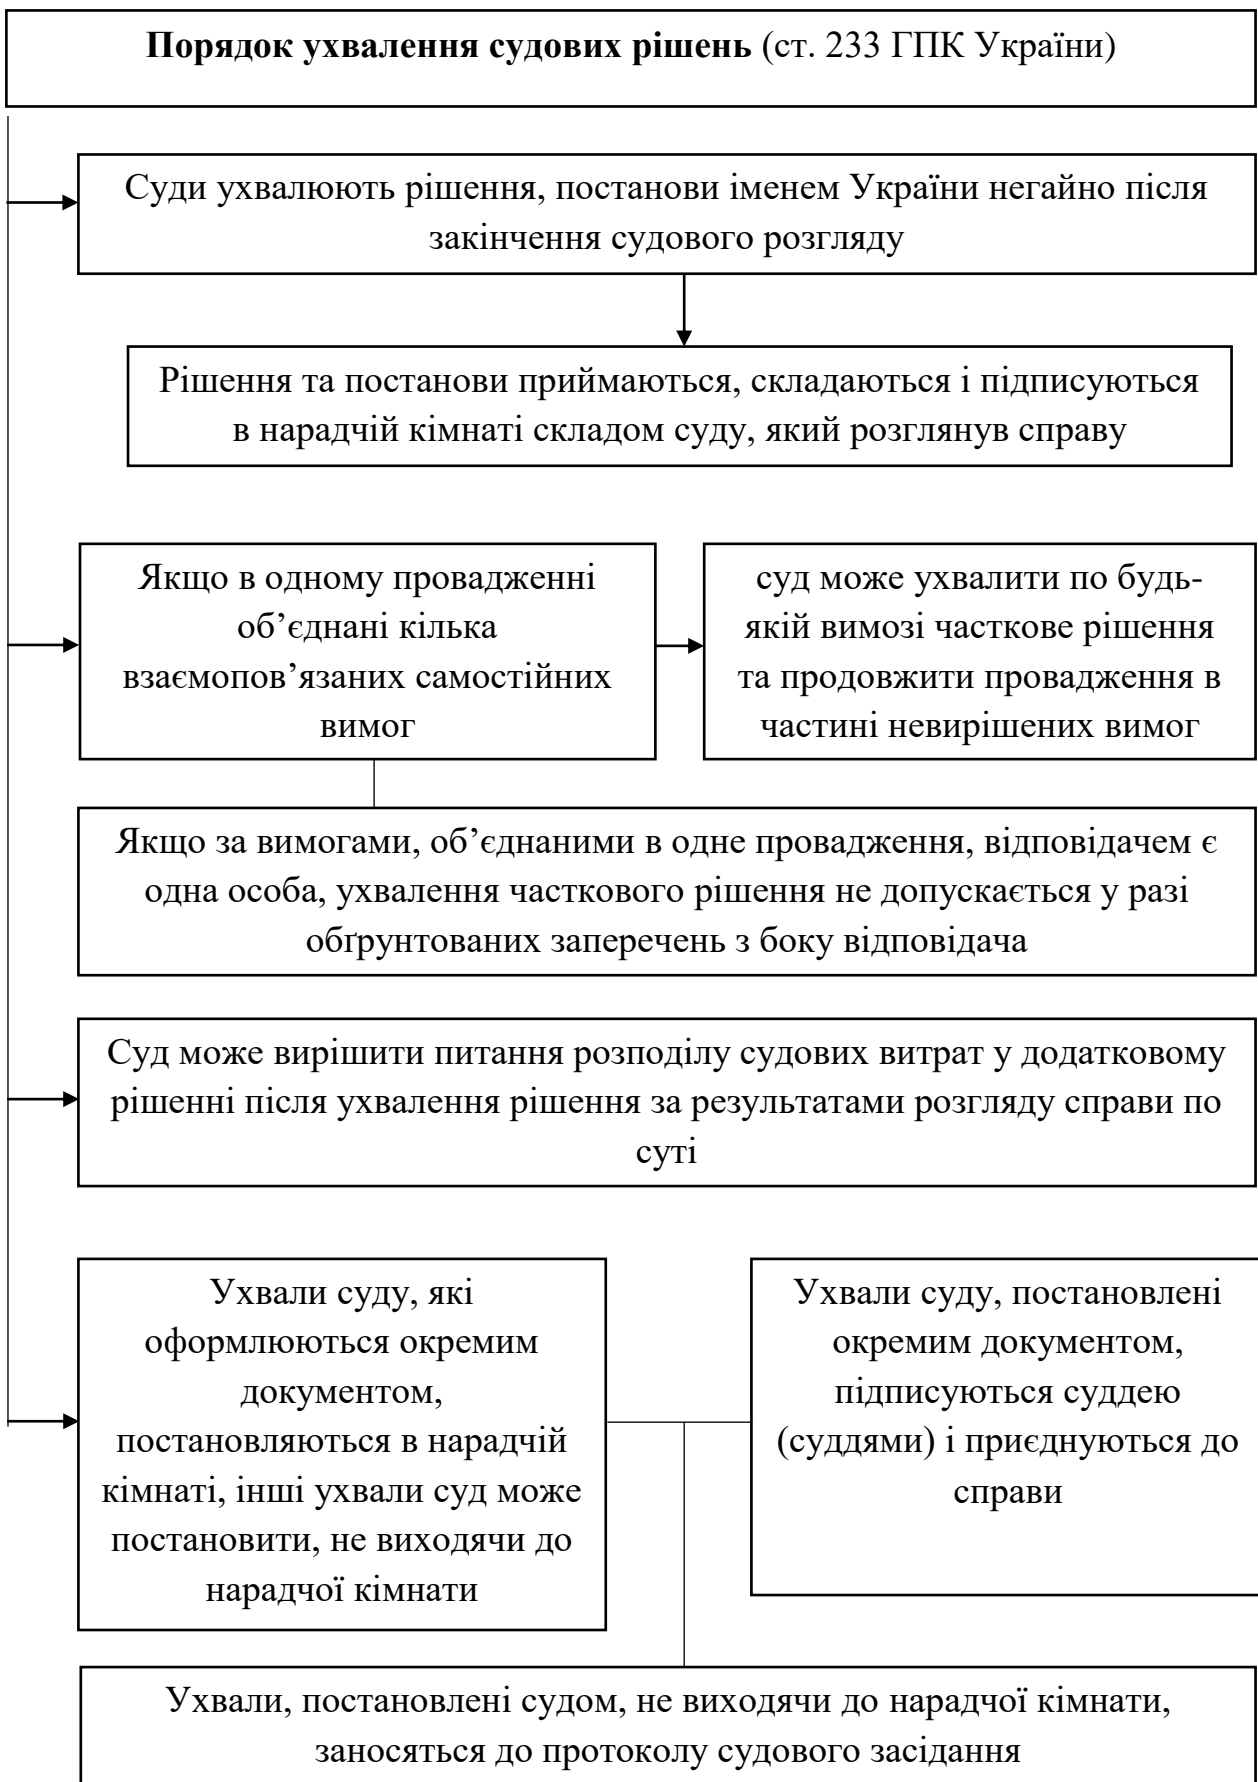 Порядок ухвалення судових рішень (ст. 233 ГПК України)
Суди ухвалюють рішення, постанови іменем України негайно після
закінчення судового розгляду
Рішення та постанови приймаються, складаються і підписуються
в нарадчій кімнаті складом суду, який розглянув справу
Якщо в одному провадженні
об’єднані кілька
взаємопов’язаних самостійних
вимог
суд може ухвалити по будь-
якій вимозі часткове рішення
та продовжити провадження в
частині невирішених вимог
Якщо за вимогами, об’єднаними в одне провадження, відповідачем є
одна особа, ухвалення часткового рішення не допускається у разі
обґрунтованих заперечень з боку відповідача
Суд може вирішити питання розподілу судових витрат у додатковому
рішенні після ухвалення рішення за результатами розгляду справи по
суті
Ухвали суду, які
оформлюються окремим
документом,
постановляються в нарадчій
кімнаті, інші ухвали суд може
постановити, не виходячи до
нарадчої кімнати
Ухвали суду, постановлені
окремим документом,
підписуються суддею
(суддями) і приєднуються до
справи
Ухвали, постановлені судом, не виходячи до нарадчої кімнати,
заносяться до протоколу судового засідання